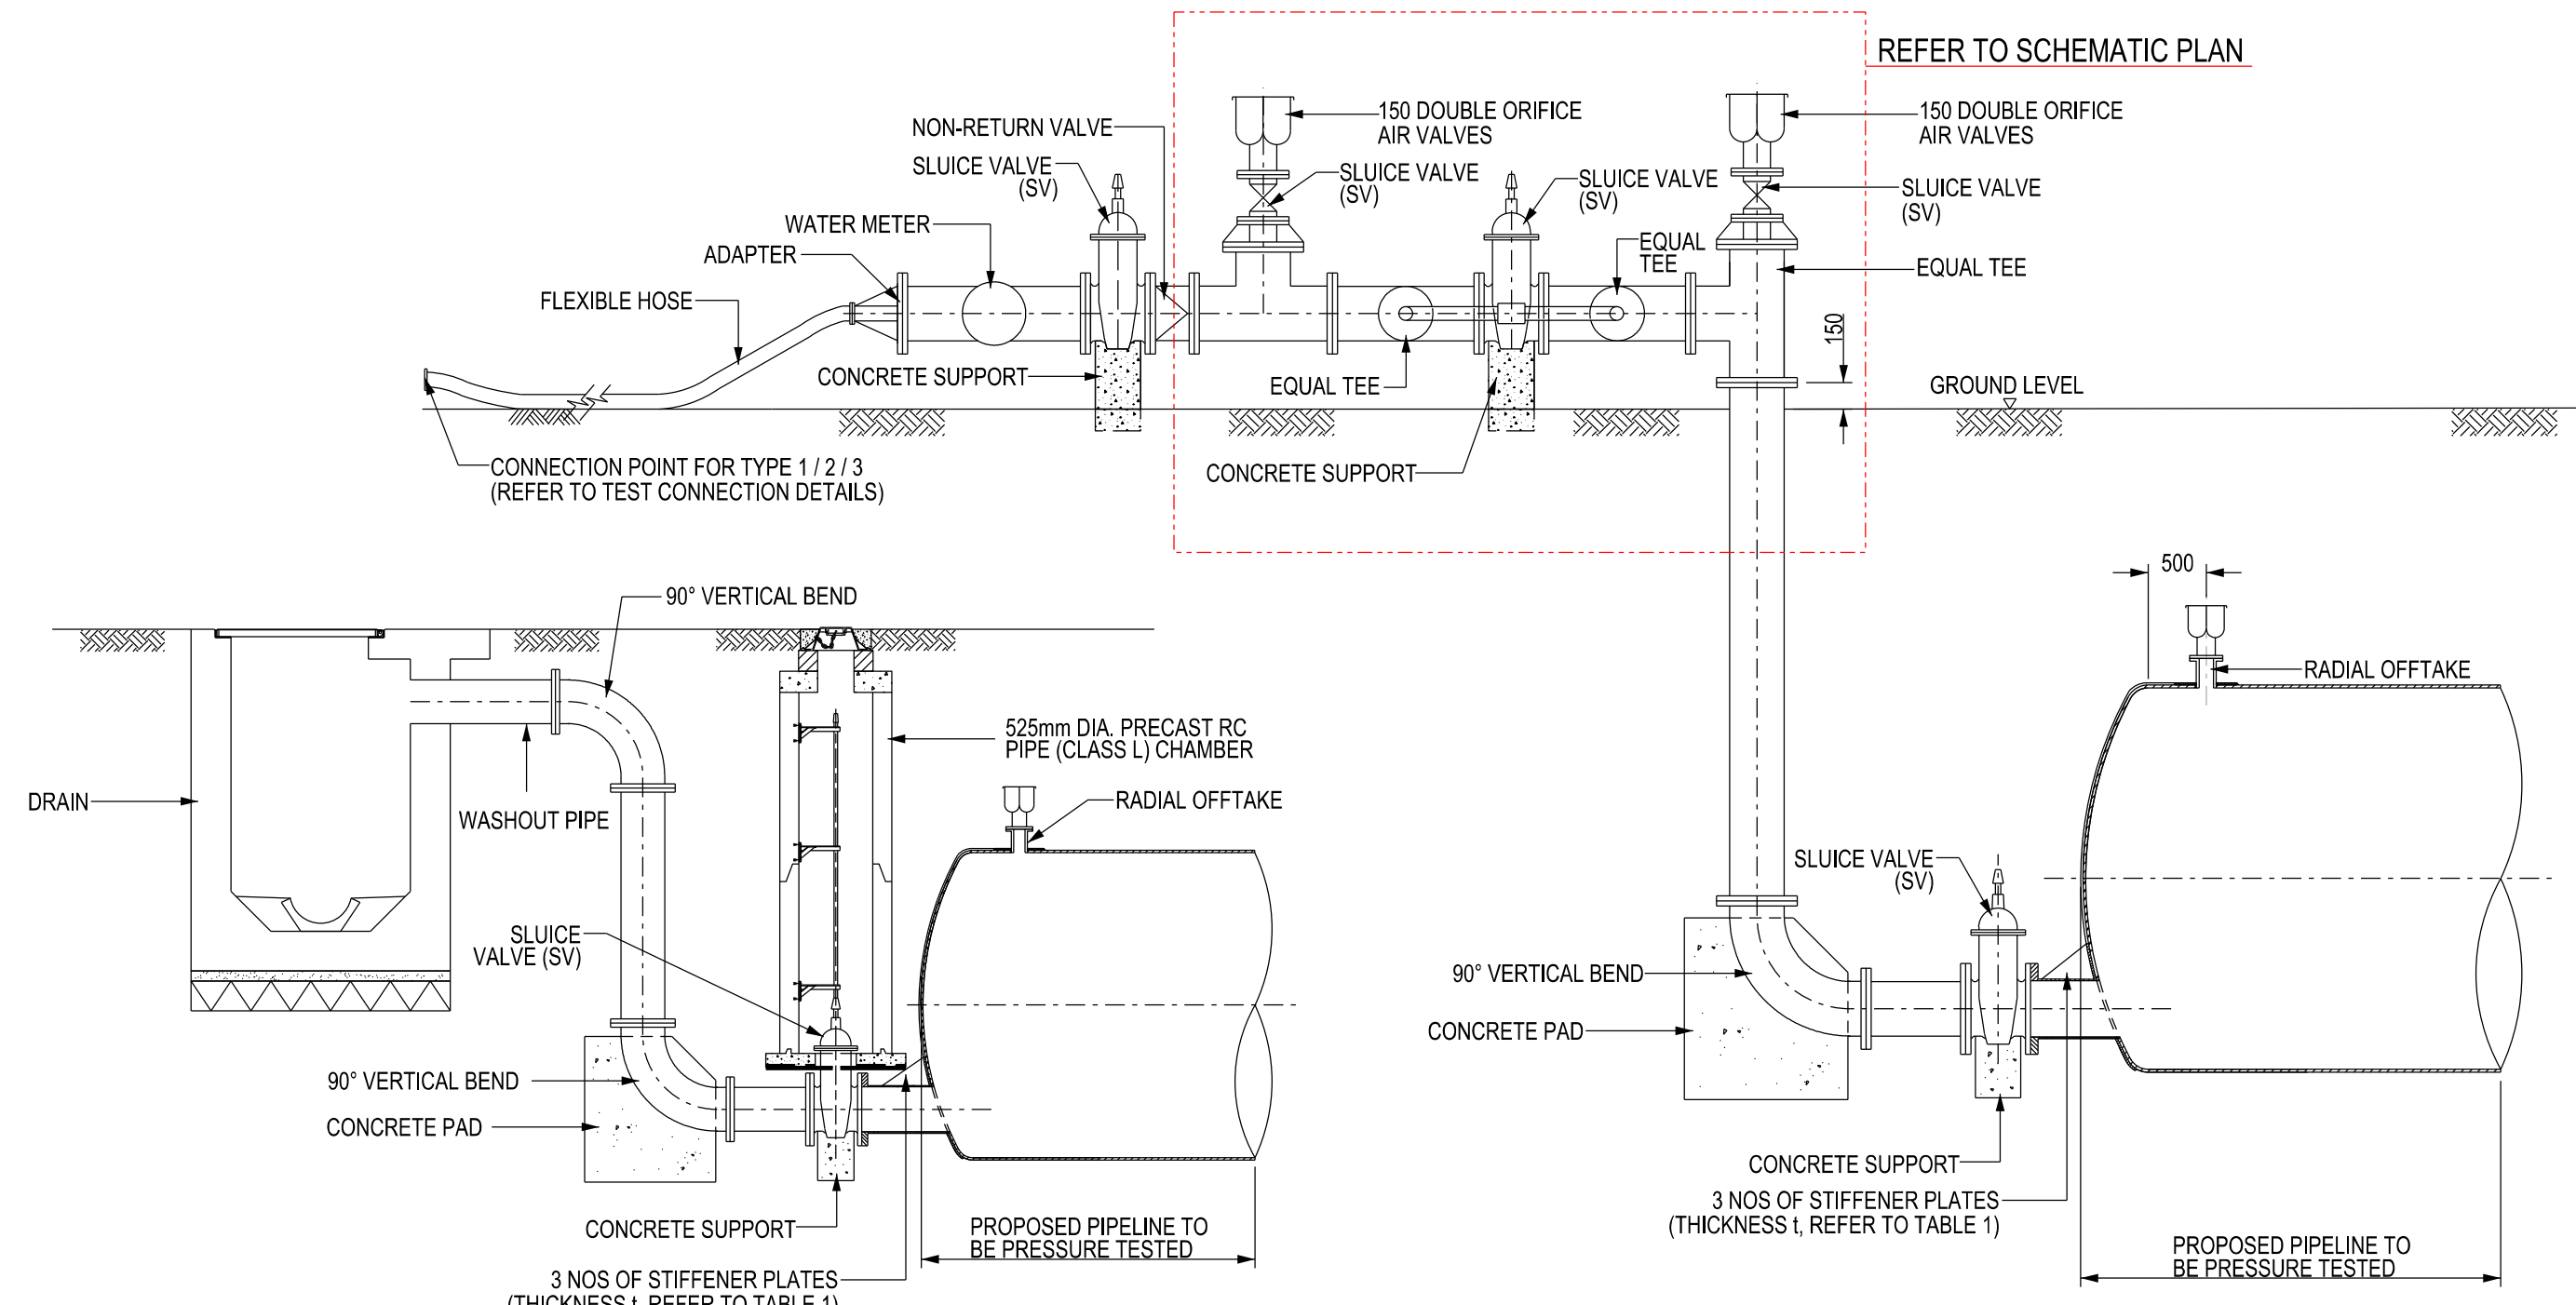 REFER TO SCHEMATIC PLAN
150 DOUBLE ORIFICE
AIR VALVES
150 DOUBLE ORIFICE
AIR VALVES
NON-RETURN VALVE
SLUICE VALVE
(SV)
SLUICE VALVE
(SV)
SLUICE VALVE
(SV)
SLUICE VALVE
(SV)
WATER METER
ADAPTER
EQUAL
TEE
EQUAL TEE
FLEXIBLE HOSE
150
CONCRETE SUPPORT
EQUAL TEE
GROUND LEVEL
CONNECTION POINT FOR TYPE 1 / 2 / 3
(REFER TO TEST CONNECTION DETAILS)
CONCRETE SUPPORT
500
90° VERTICAL BEND
RADIAL OFFTAKE
525mm DIA. PRECAST RC
PIPE (CLASS L) CHAMBER
DRAIN
WASHOUT PIPE
RADIAL OFFTAKE
SLUICE VALVE
(SV)
SLUICE
VALVE (SV)
90° VERTICAL BEND
CONCRETE PAD
90° VERTICAL BEND
CONCRETE PAD
CONCRETE SUPPORT
3 NOS OF STIFFENER PLATES
(THICKNESS t, REFER TO TABLE 1)
CONCRETE SUPPORT
PROPOSED PIPELINE TO
BE PRESSURE TESTED
PROPOSED PIPELINE TO
BE PRESSURE TESTED
3 NOS OF STIFFENER PLATES
(THICKNESS t, REFER TO TABLE 1)